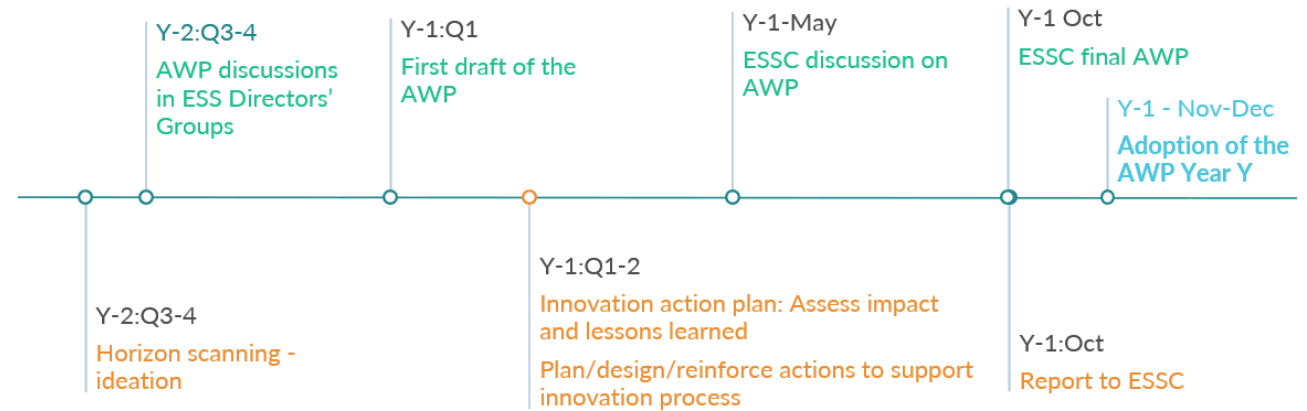 Y-2:Q3-4
AWP discussions
in ESS Directors'
Groups
Y-1:Q1
First draft of the
AWP
Y-1-May
ESSC discussion on
AWP
Y-1 Oct
ESSC final AWP
Y-1 - Nov-Dec
Adoption of the
AWP Year Y
Y-2:Q3-4
Horizon scanning -
ideation
Y-1:Q1-2
Innovation action plan: Assess impact
and lessons learned
Plan/design/reinforce actions to support
innovation process
Y-1:Oct
Report to ESSC